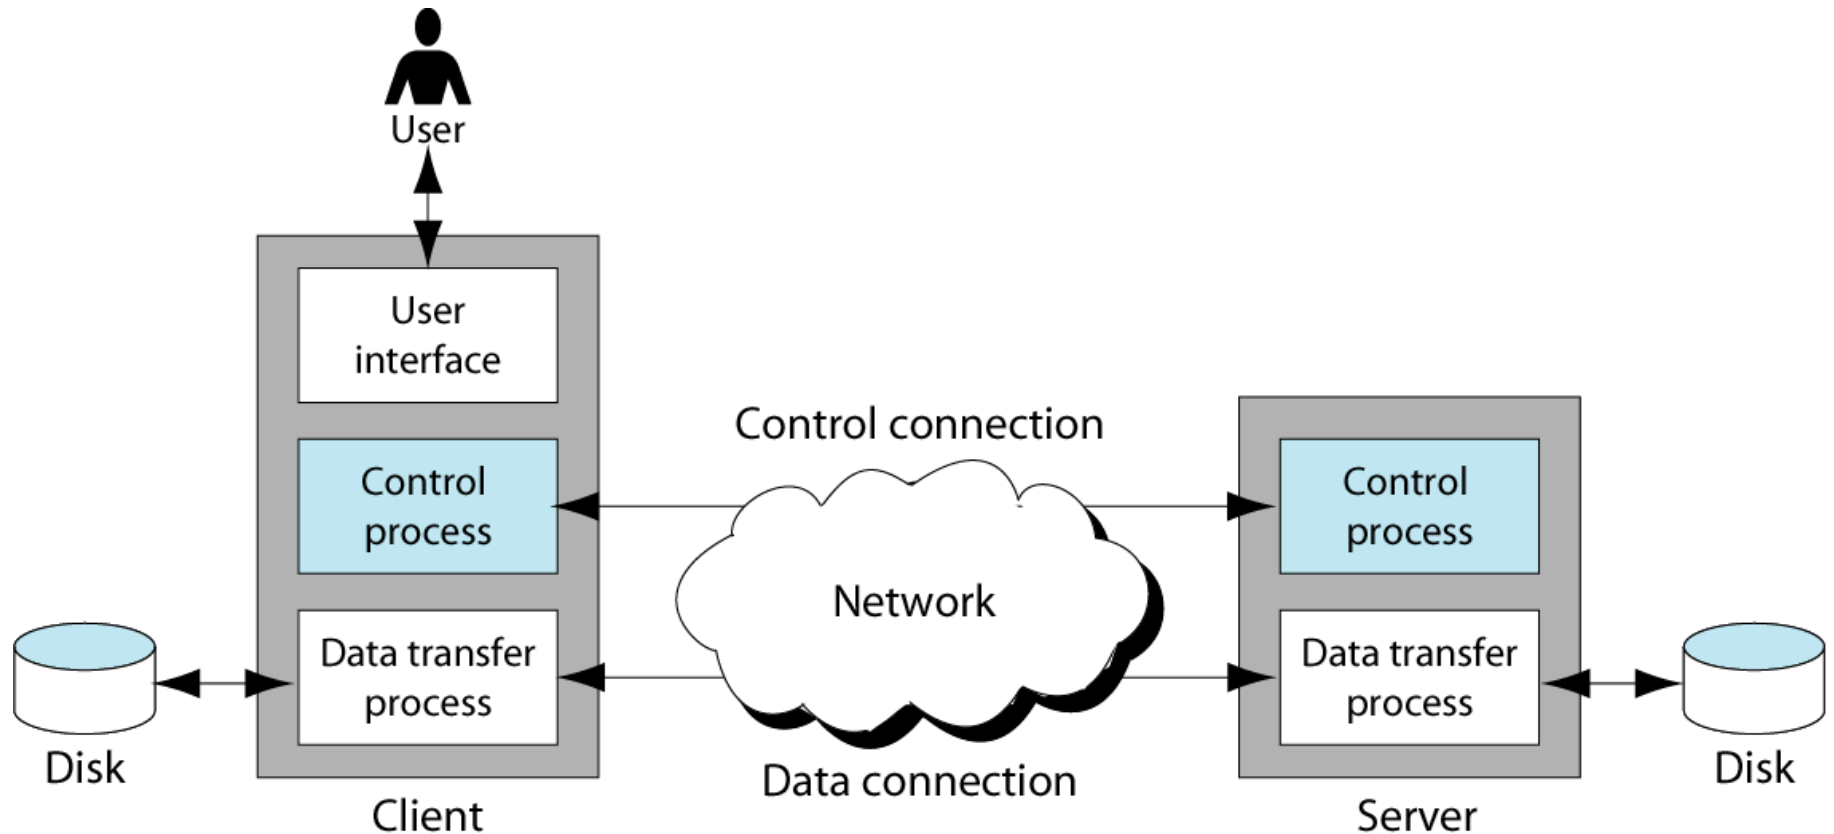 User
User
interface
Control connection
Control
process
Control
process
Network
Data transfer
process
Data transfer
process
Disk
Data connection
Disk
Client
Server